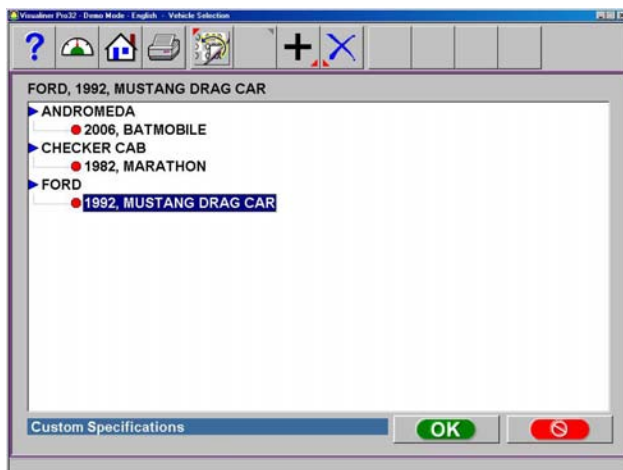 Visualiner Pro32 - Demo Mode - English - Vehicle Selection
FORD, 1992, MUSTANG DRAG CAR
ANDROMEDA
2006, BATMOBILE
CHECKER CAB
1982, MARATHON
FORD
1992, MUSTANG DRAG CAR
Custom Specifications
OK